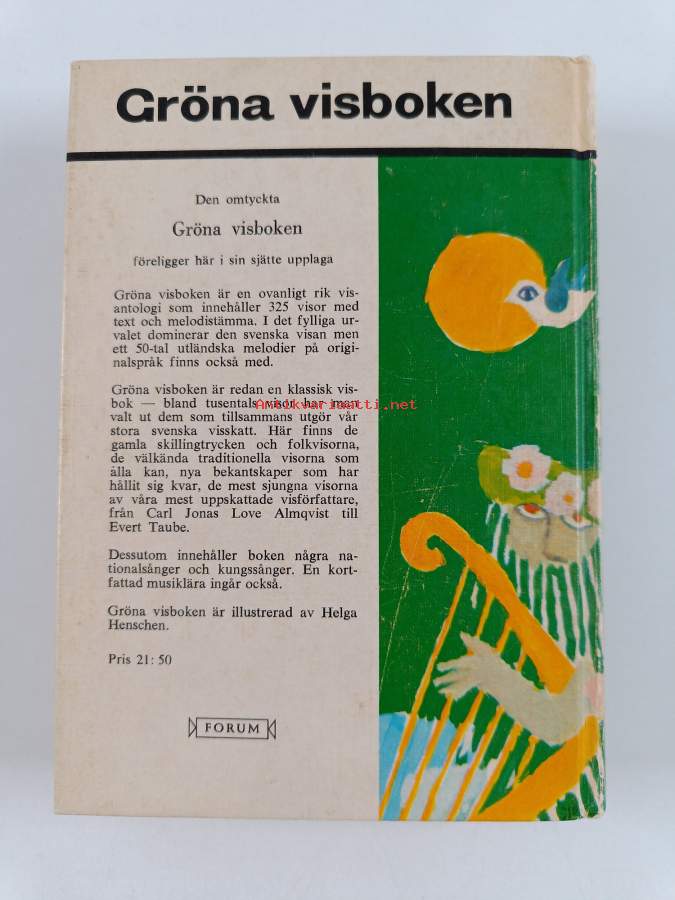 Gröna visboken
Den omtyckta
Gröna visboken
föreligger här i sin sjätte upplaga
Gröna visboken är en ovanligt rik vis-
antologi som innehåller 325 visor med
text och melodistämma. I det fylliga ur-
valet dominerar den svenska visan men
ett 50-tal utländska melodier på origi-
nalspråk finns också med.
Gröna visboken är redan en klassisk vis-
bok — bland tusentals visor har man
Antikvariaatti.net
valt ut dem som tillsammans utgör vår
stora svenska visskatt. Här finns de
gamla skillingtrycken och folkvisorna,
de välkända traditionella visorna som
alla kan, nya bekantskaper som har
hållit sig kvar, de mest sjungna visorna
av våra mest uppskattade visförfattare,
från Carl Jonas Love Almqvist till
Evert Taube.
Dessutom innehåller boken några na-
tionalsånger och kungssånger. En kort-
fattad musiklära ingår också.
Gröna visboken är illustrerad av Helga
Henschen.
Pris 21: 50
FORUM